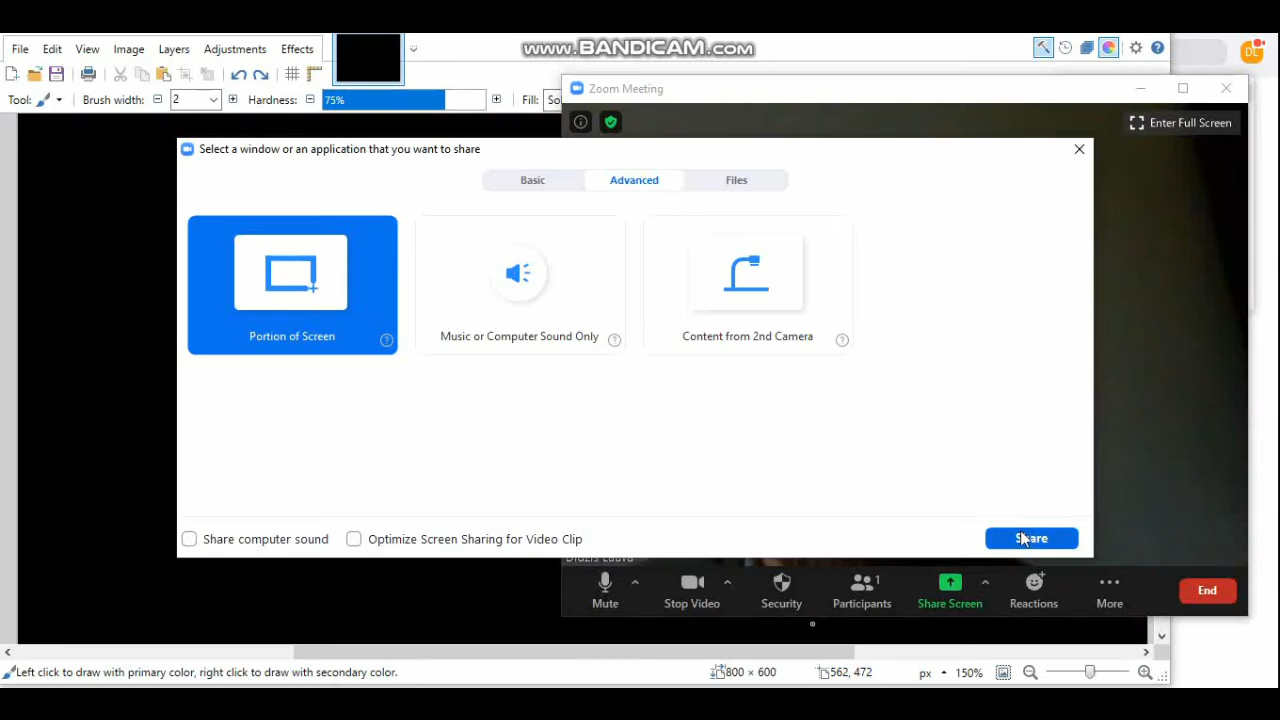 www.BANDICAM.com
File Edit View Image Layers Adjustments Effects
DL
Tool: Brush width: 2 Hardness: 75% Fill: So
Zoom Meeting
Enter Full Screen
Select a window or an application that you want to share
Basic Advanced Files
Portion of Screen ?
Music or Computer Sound Only ?
Content from 2nd Camera ?
Share computer sound Optimize Screen Sharing for Video Clip Share
1
Mute Stop Video Security Participants Share Screen Reactions More End
Left click to draw with primary color, right click to draw with secondary color. 800 × 600 562, 472 px 150%